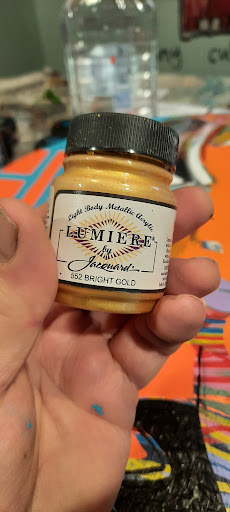 Light Body Metallic Acrylic
LUMIERE
by
Jacquard
552 BRIGHT GOLD